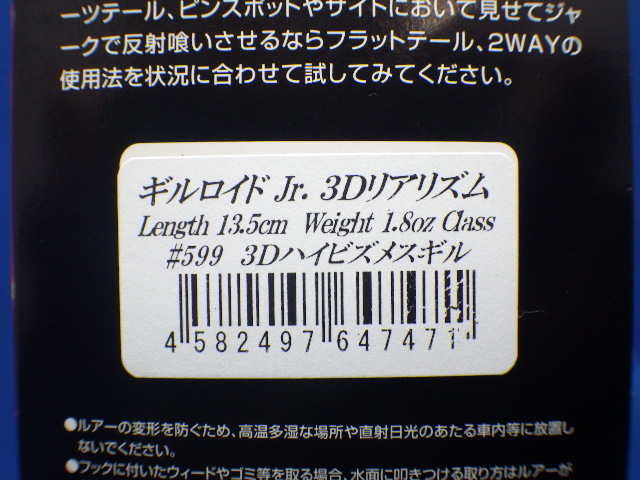 ーツテール、ピンスポットやサイトにおいて見せてジャ
ークで反射喰いさせるならフラットテール、2WAYの
使用法を状況に合わせて試してみてください。
ギルロイド Jr. 3Dリアリズム
Length 13.5cm Weight 1.8oz Class
#599 3Dハイビズメスギル
4 582497 647471
●ルアーの変形を防ぐため、高温多湿な場所や直射日光のあたる車内等に放置し
ないでください。
●フックに付いたウィードやゴミ等を取る場合、水面に叩きつける取り方はルアーが